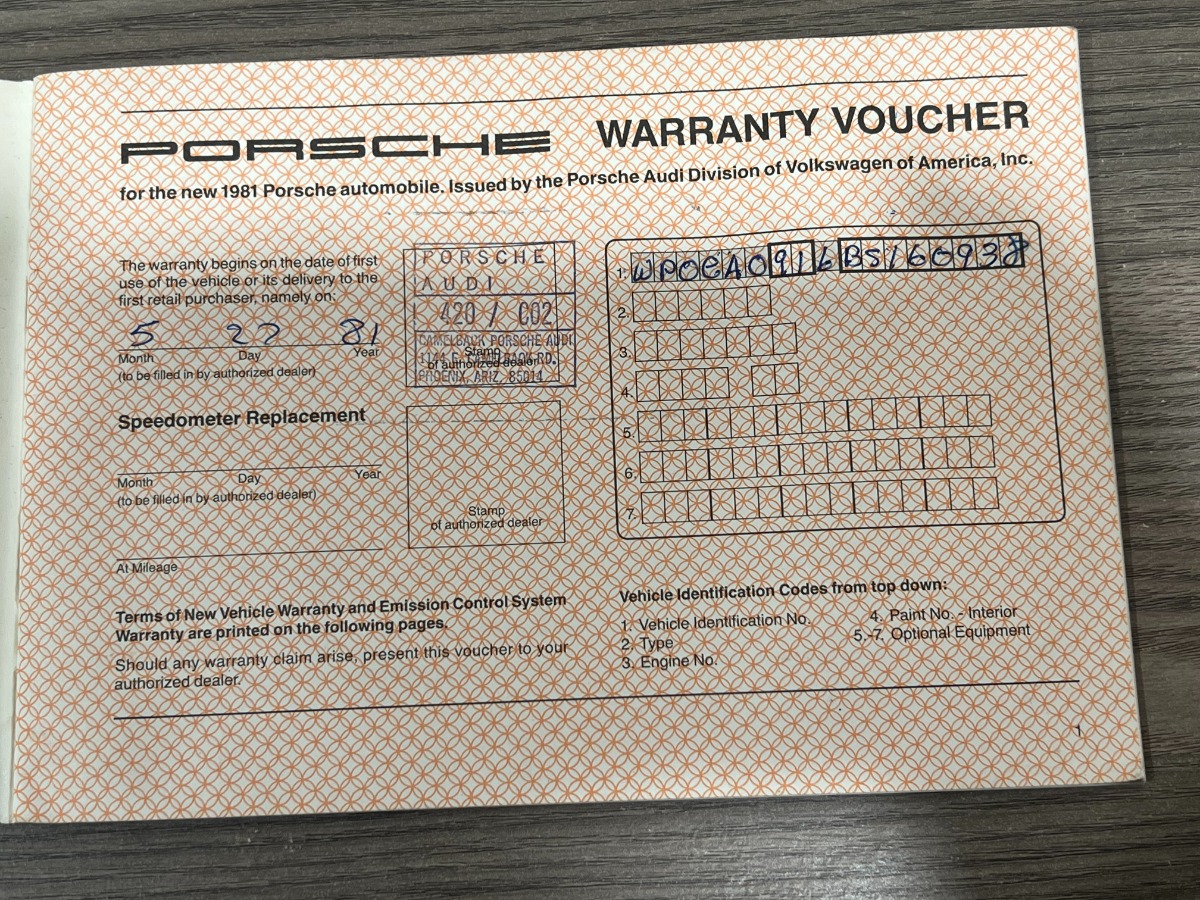 PORSCHE WARRANTY VOUCHER
for the new 1981 Porsche automobile. Issued by the Porsche Audi Division of Volkswagen of America, Inc.
The warranty begins on the date of first
use of the vehicle or its delivery to the
first retail purchaser, namely on:
5 27 81
Month Day Year
(to be filled in by authorized dealer)
PORSCHE
AUDI
420 / C02
CAMELBACK PORSCHE AUDI
1144 E. CAMELBACK RD.
PHOENIX, ARIZ. 85014
Stamp
of authorized dealer
Speedometer Replacement
Month Day Year
(to be filled in by authorized dealer)
At Mileage
Stamp
of authorized dealer
1. WP0EA0916BS160938
2.
3.
4.
5.
6.
7.
Terms of New Vehicle Warranty and Emission Control System
Warranty are printed on the following pages.
Should any warranty claim arise, present this voucher to your
authorized dealer.
Vehicle Identification Codes from top down:
1. Vehicle Identification No.
2. Type
3. Engine No.
4. Paint No. - Interior
5.-7. Optional Equipment
1